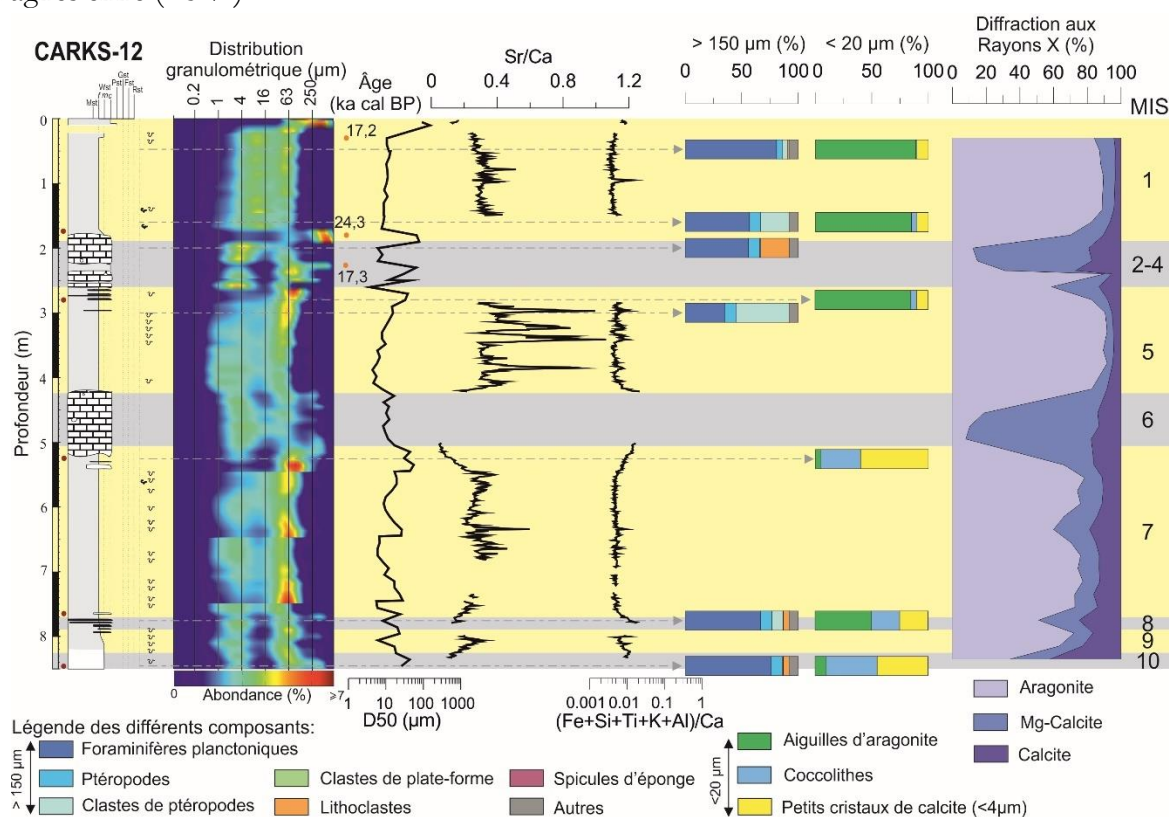 CARKS-12
Distribution
granulométrique (µm)
Âge
(ka cal BP)
Sr/Ca
> 150 µm (%)
< 20 µm (%)
Diffraction aux
Rayons X (%)
MIS
Mst
f m c
Wst
Pst
Gst
Fst
Rst
0.2 1 4 16 63 250
0 0.4 0.8 1.2
0 50 100
0 50 100
0 20 40 60 80 100
Profondeur (m)
0
1
2
3
4
5
6
7
8
17,2
24,3
17,3
1
2-4
5
6
7
8
9
10
0 Abondance (%) ≥7
1 10 100 1000
D50 (µm)
0.001 0.01 0.1 1
(Fe+Si+Ti+K+Al)/Ca
Légende des différents composants:
> 150 µm
Foraminifères planctoniques
Ptéropodes
Clastes de ptéropodes
Clastes de plate-forme
Lithoclastes
Spicules d'éponge
Autres
<20 µm
Aiguilles d'aragonite
Coccolithes
Petits cristaux de calcite (<4µm)
Aragonite
Mg-Calcite
Calcite